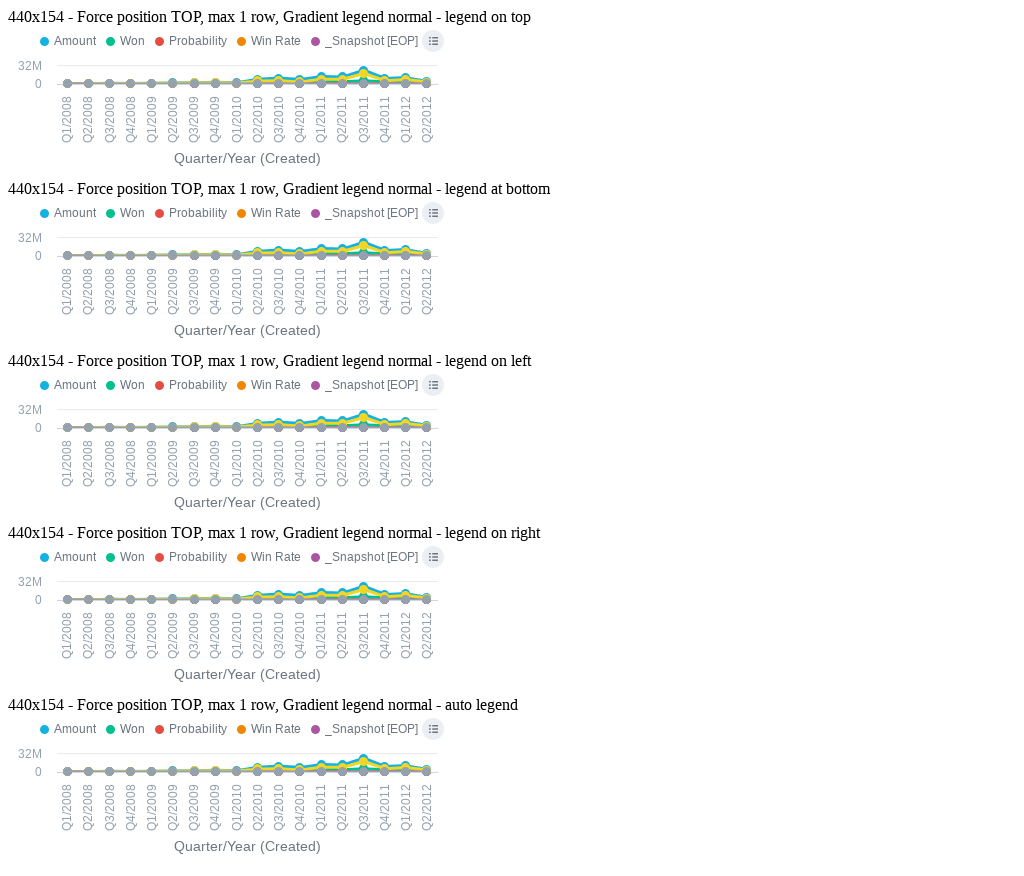 440x154 - Force position TOP, max 1 row, Gradient legend normal - legend on top
Amount Won Probability Win Rate _Snapshot [EOP]
32M
0
Q1/2008 Q2/2008 Q3/2008 Q4/2008 Q1/2009 Q2/2009 Q3/2009 Q4/2009 Q1/2010 Q2/2010 Q3/2010 Q4/2010 Q1/2011 Q2/2011 Q3/2011 Q4/2011 Q1/2012 Q2/2012
Quarter/Year (Created)
440x154 - Force position TOP, max 1 row, Gradient legend normal - legend at bottom
Amount Won Probability Win Rate _Snapshot [EOP]
32M
0
Q1/2008 Q2/2008 Q3/2008 Q4/2008 Q1/2009 Q2/2009 Q3/2009 Q4/2009 Q1/2010 Q2/2010 Q3/2010 Q4/2010 Q1/2011 Q2/2011 Q3/2011 Q4/2011 Q1/2012 Q2/2012
Quarter/Year (Created)
440x154 - Force position TOP, max 1 row, Gradient legend normal - legend on left
Amount Won Probability Win Rate _Snapshot [EOP]
32M
0
Q1/2008 Q2/2008 Q3/2008 Q4/2008 Q1/2009 Q2/2009 Q3/2009 Q4/2009 Q1/2010 Q2/2010 Q3/2010 Q4/2010 Q1/2011 Q2/2011 Q3/2011 Q4/2011 Q1/2012 Q2/2012
Quarter/Year (Created)
440x154 - Force position TOP, max 1 row, Gradient legend normal - legend on right
Amount Won Probability Win Rate _Snapshot [EOP]
32M
0
Q1/2008 Q2/2008 Q3/2008 Q4/2008 Q1/2009 Q2/2009 Q3/2009 Q4/2009 Q1/2010 Q2/2010 Q3/2010 Q4/2010 Q1/2011 Q2/2011 Q3/2011 Q4/2011 Q1/2012 Q2/2012
Quarter/Year (Created)
440x154 - Force position TOP, max 1 row, Gradient legend normal - auto legend
Amount Won Probability Win Rate _Snapshot [EOP]
32M
0
Q1/2008 Q2/2008 Q3/2008 Q4/2008 Q1/2009 Q2/2009 Q3/2009 Q4/2009 Q1/2010 Q2/2010 Q3/2010 Q4/2010 Q1/2011 Q2/2011 Q3/2011 Q4/2011 Q1/2012 Q2/2012
Quarter/Year (Created)